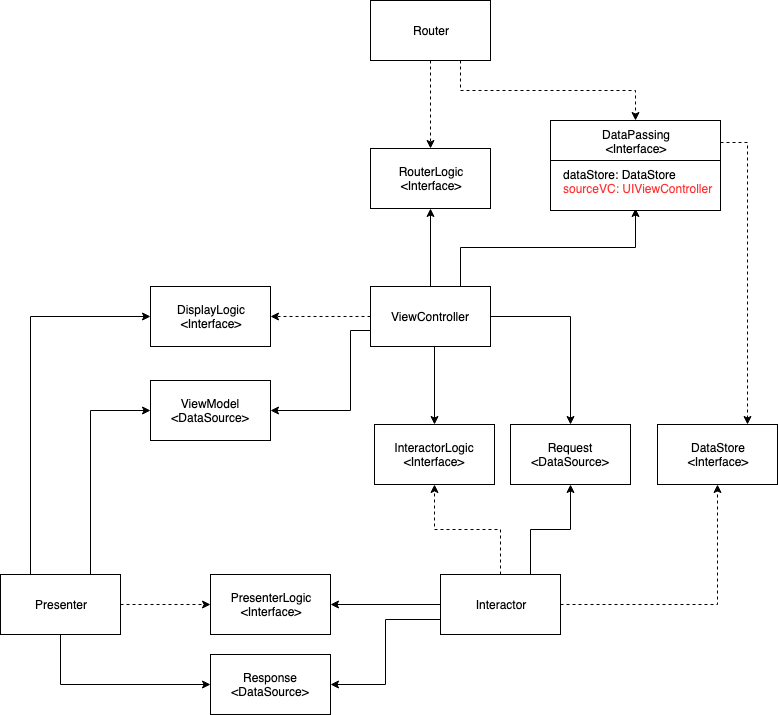 Router
DataPassing
<Interface>
RouterLogic
<Interface>
dataStore: DataStore
sourceVC: UIViewController
DisplayLogic
<Interface>
ViewController
ViewModel
<DataSource>
InteractorLogic
<Interface>
Request
<DataSource>
DataStore
<Interface>
Presenter
PresenterLogic
<Interface>
Interactor
Response
<DataSource>